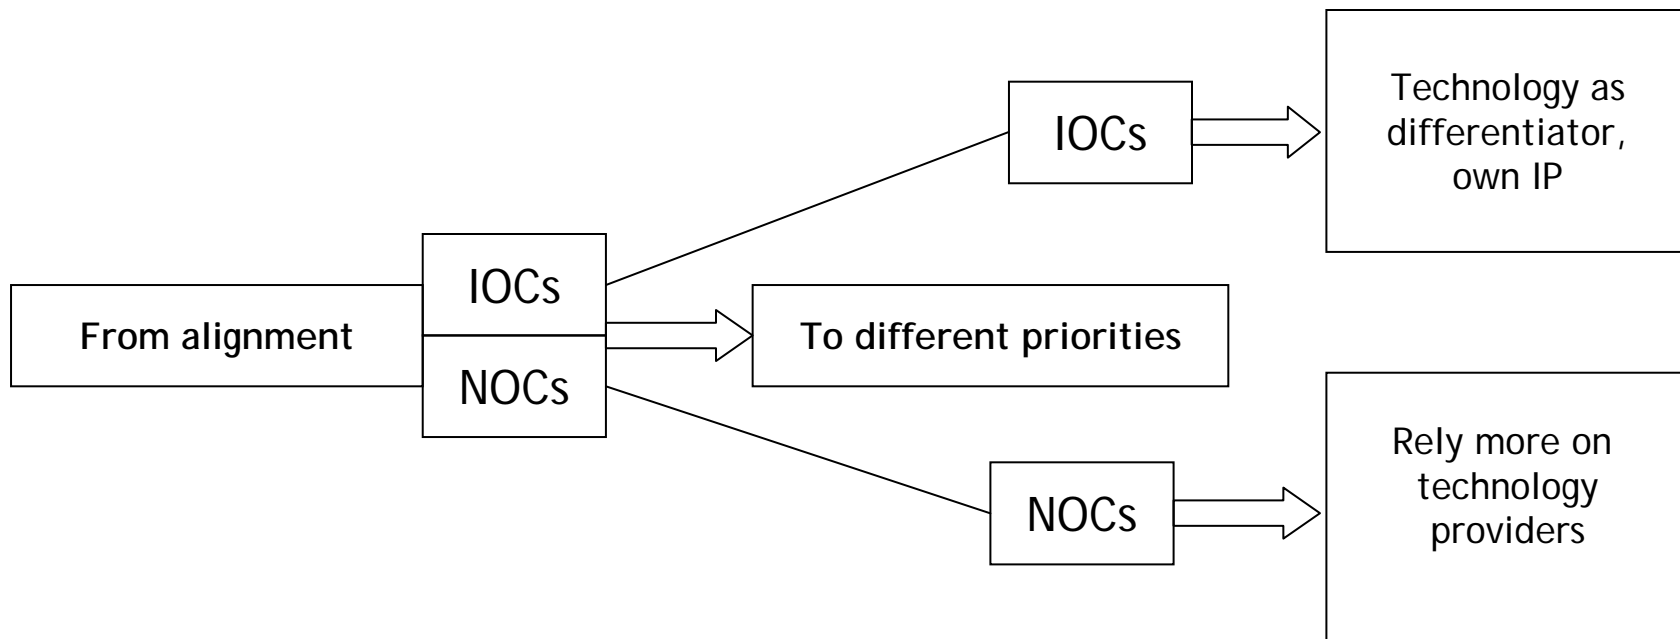 From alignment
IOCs
NOCs
To different priorities
IOCs
Technology as
differentiator,
own IP
NOCs
Rely more on
technology
providers